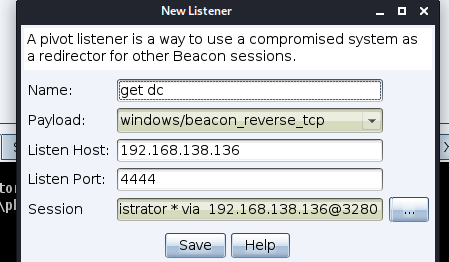 New Listener
A pivot listener is a way to use a compromised system as
a redirector for other Beacon sessions.
Name: get dc
Payload: windows/beacon_reverse_tcp
Listen Host: 192.168.138.136
Listen Port: 4444
Session istrator * via 192.168.138.136@3280 ...
Save Help